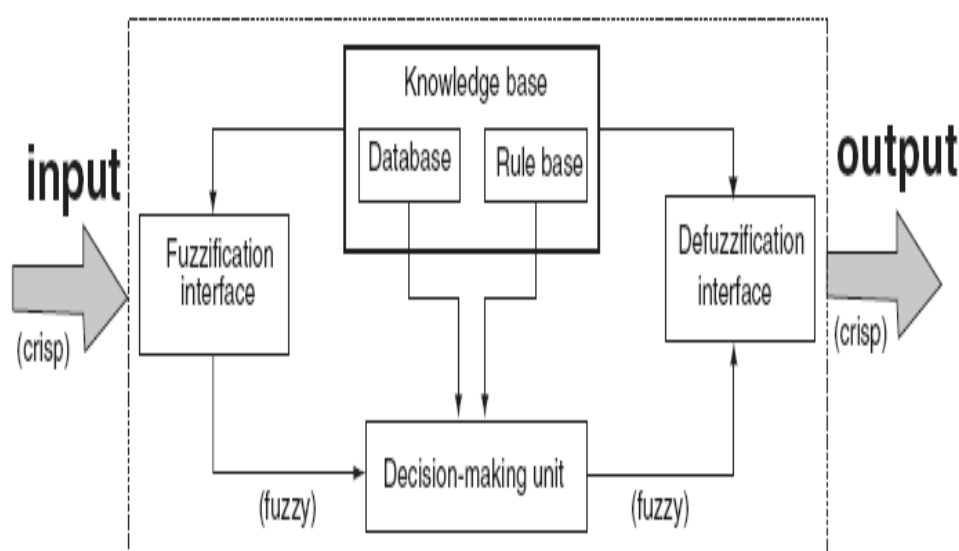 Knowledge base
Database
Rule base
input
output
Fuzzification
interface
Defuzzification
interface
(crisp)
(crisp)
Decision-making unit
(fuzzy)
(fuzzy)